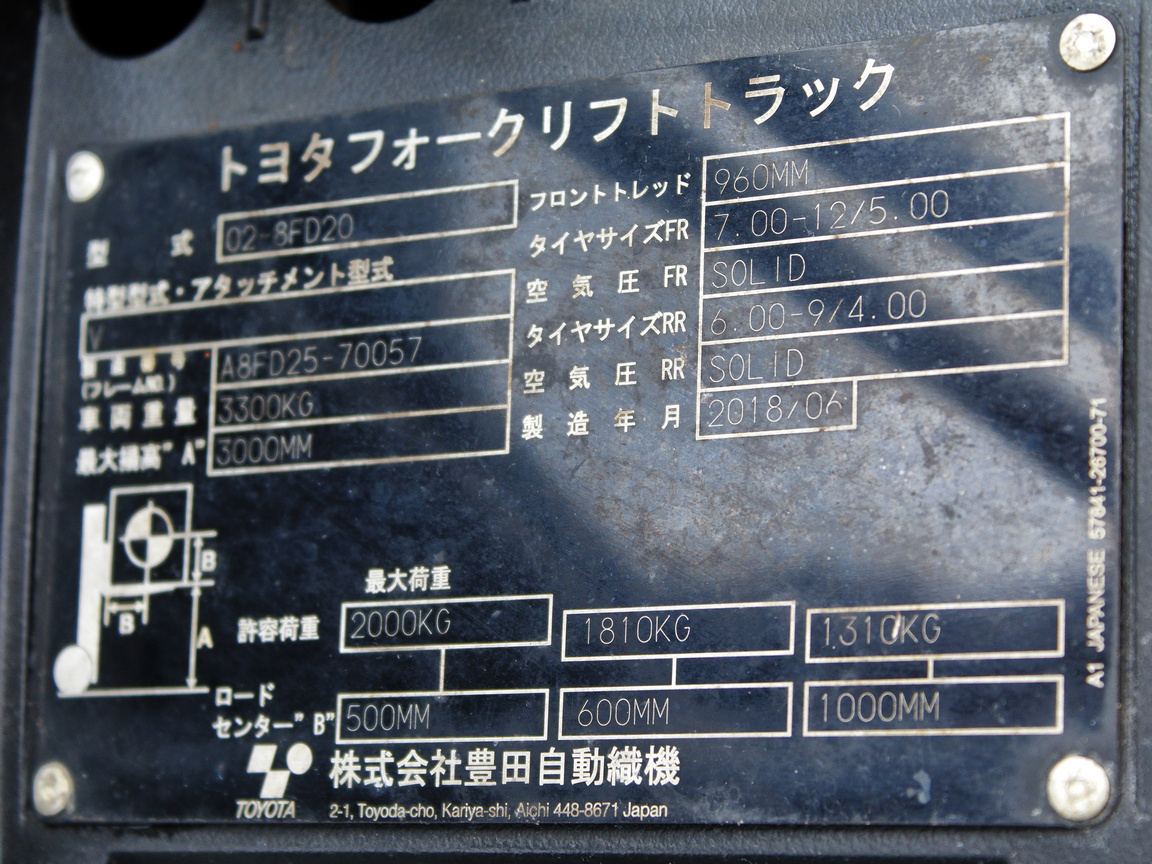 トヨタフォークリフトトラック
型 式 02-8FD20
特型型式・アタッチメント型式
V
製造番号 A8FD25-70057
(フレームNO.)
車両重量 3300KG
最大揚高"A" 3000MM
フロントトレッド 960MM
タイヤサイズFR 7.00-12/5.00
空気圧 FR SOLID
タイヤサイズRR 6.00-9/4.00
空気圧 RR SOLID
製造年月 2018/06
B
B
A
最大荷重
許容荷重 2000KG 1810KG 1310KG
ロード
センター"B" 500MM 600MM 1000MM
株式会社豊田自動織機
TOYOTA 2-1, Toyoda-cho, Kariya-shi, Aichi 448-8671 Japan
A1 JAPANESE 57841-26700-71